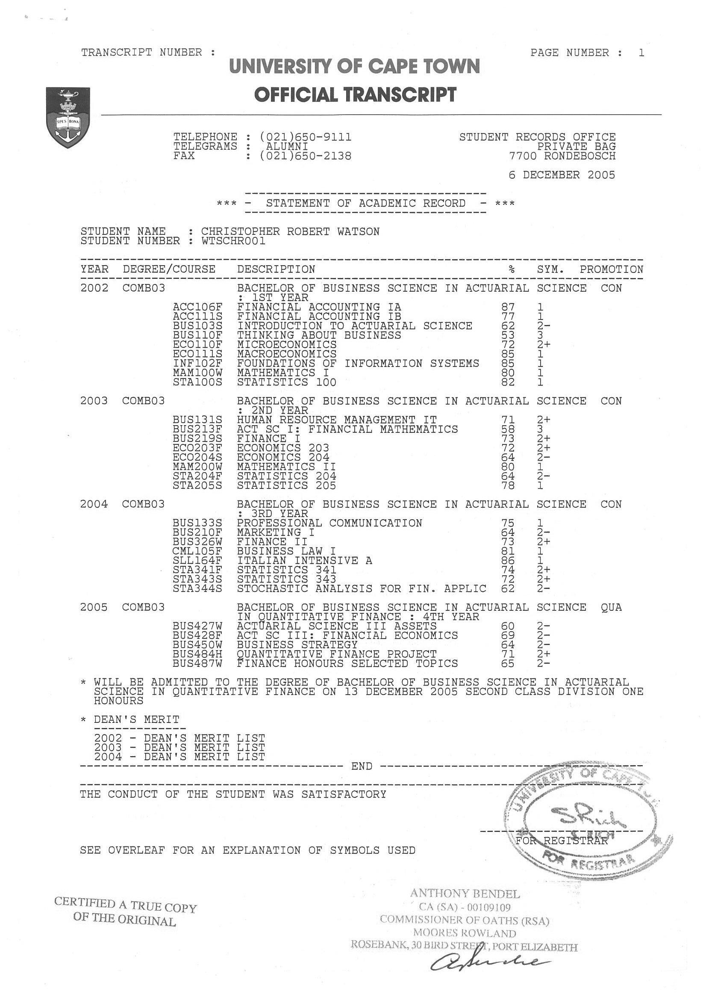 TRANSCRIPT NUMBER : PAGE NUMBER : 1
UNIVERSITY OF CAPE TOWN
OFFICIAL TRANSCRIPT
SPES BONA
TELEPHONE : (021)650-9111 STUDENT RECORDS OFFICE
TELEGRAMS : ALUMNI PRIVATE BAG
FAX : (021)650-2138 7700 RONDEBOSCH
6 DECEMBER 2005
*** - STATEMENT OF ACADEMIC RECORD - ***
STUDENT NAME : CHRISTOPHER ROBERT WATSON
STUDENT NUMBER : WTSCHR001
YEAR DEGREE/COURSE DESCRIPTION % SYM. PROMOTION
2002 COMB03 BACHELOR OF BUSINESS SCIENCE IN ACTUARIAL SCIENCE CON
: 1ST YEAR
ACC106F FINANCIAL ACCOUNTING IA 87 1
ACC111S FINANCIAL ACCOUNTING IB 77 1
BUS103S INTRODUCTION TO ACTUARIAL SCIENCE 62 2-
BUS110F THINKING ABOUT BUSINESS 53 3
ECO110F MICROECONOMICS 72 2+
ECO111S MACROECONOMICS 85 1
INF102F FOUNDATIONS OF INFORMATION SYSTEMS 85 1
MAM100W MATHEMATICS I 80 1
STA100S STATISTICS 100 82 1
2003 COMB03 BACHELOR OF BUSINESS SCIENCE IN ACTUARIAL SCIENCE CON
: 2ND YEAR
BUS131S HUMAN RESOURCE MANAGEMENT IT 71 2+
BUS213F ACT SC I: FINANCIAL MATHEMATICS 58 3
BUS219S FINANCE I 73 2+
ECO203F ECONOMICS 203 72 2+
ECO204S ECONOMICS 204 64 2-
MAM200W MATHEMATICS II 80 1
STA204F STATISTICS 204 64 2-
STA205S STATISTICS 205 78 1
2004 COMB03 BACHELOR OF BUSINESS SCIENCE IN ACTUARIAL SCIENCE CON
: 3RD YEAR
BUS133S PROFESSIONAL COMMUNICATION 75 1
BUS210F MARKETING I 64 2-
BUS326W FINANCE II 73 2+
CML105F BUSINESS LAW I 81 1
SLL164F ITALIAN INTENSIVE A 86 1
STA341F STATISTICS 341 74 2+
STA343S STATISTICS 343 72 2+
STA344S STOCHASTIC ANALYSIS FOR FIN. APPLIC 62 2-
2005 COMB03 BACHELOR OF BUSINESS SCIENCE IN ACTUARIAL SCIENCE QUA
IN QUANTITATIVE FINANCE : 4TH YEAR
BUS427W ACTUARIAL SCIENCE III ASSETS 60 2-
BUS428F ACT SC III: FINANCIAL ECONOMICS 69 2-
BUS450W BUSINESS STRATEGY 64 2-
BUS484H QUANTITATIVE FINANCE PROJECT 71 2+
BUS487W FINANCE HONOURS SELECTED TOPICS 65 2-
* WILL BE ADMITTED TO THE DEGREE OF BACHELOR OF BUSINESS SCIENCE IN ACTUARIAL
SCIENCE IN QUANTITATIVE FINANCE ON 13 DECEMBER 2005 SECOND CLASS DIVISION ONE
HONOURS
* DEAN'S MERIT
2002 - DEAN'S MERIT LIST
2003 - DEAN'S MERIT LIST
2004 - DEAN'S MERIT LIST
END
THE CONDUCT OF THE STUDENT WAS SATISFACTORY
UNIVERSITY OF CAPE TOWN
SRich
S. RICH
FOR REGISTRAR
FOR REGISTRAR
SEE OVERLEAF FOR AN EXPLANATION OF SYMBOLS USED
CERTIFIED A TRUE COPY
OF THE ORIGINAL
ANTHONY BENDEL
CA (SA) - 00109109
COMMISSIONER OF OATHS (RSA)
MOORES ROWLAND
ROSEBANK, 30 BIRD STREET, PORT ELIZABETH